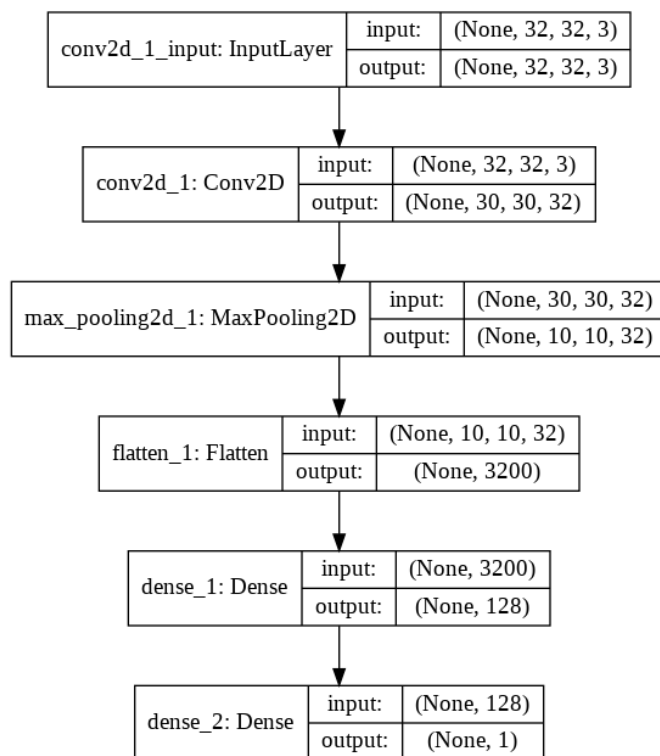 conv2d_1_input: InputLayer
input: (None, 32, 32, 3)
output: (None, 32, 32, 3)
conv2d_1: Conv2D
input: (None, 32, 32, 3)
output: (None, 30, 30, 32)
max_pooling2d_1: MaxPooling2D
input: (None, 30, 30, 32)
output: (None, 10, 10, 32)
flatten_1: Flatten
input: (None, 10, 10, 32)
output: (None, 3200)
dense_1: Dense
input: (None, 3200)
output: (None, 128)
dense_2: Dense
input: (None, 128)
output: (None, 1)